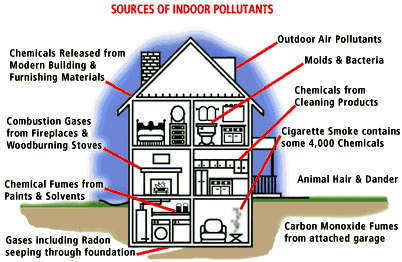 SOURCES OF INDOOR POLLUTANTS
Chemicals Released from
Modern Building &
Furnishing Materials
Combustion Gases
from Fireplaces &
Woodburning Stoves
Chemical Fumes from
Paints & Solvents
Gases including Radon
seeping through foundation
Outdoor Air Pollutants
Molds & Bacteria
Chemicals from
Cleaning Products
Cigarette Smoke contains
some 4,000 Chemicals
Animal Hair & Dander
Carbon Monoxide Fumes
from attached garage